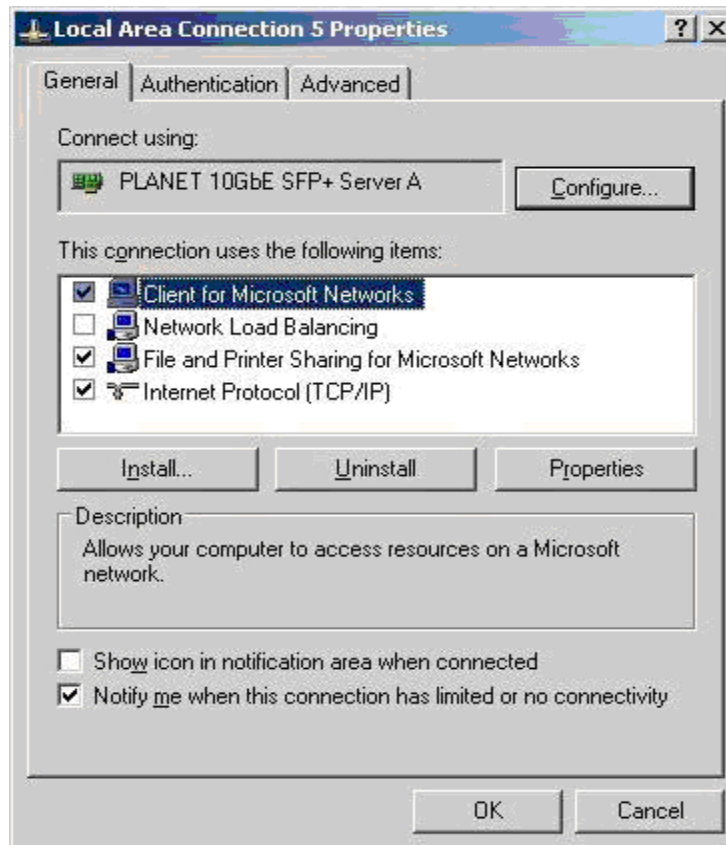 Local Area Connection 5 Properties
General Authentication Advanced
Connect using:
PLANET 10GbE SFP+ Server A
Configure...
This connection uses the following items:
Client for Microsoft Networks
Network Load Balancing
File and Printer Sharing for Microsoft Networks
Internet Protocol (TCP/IP)
Install... Uninstall Properties
Description
Allows your computer to access resources on a Microsoft
network.
Show icon in notification area when connected
Notify me when this connection has limited or no connectivity
OK Cancel